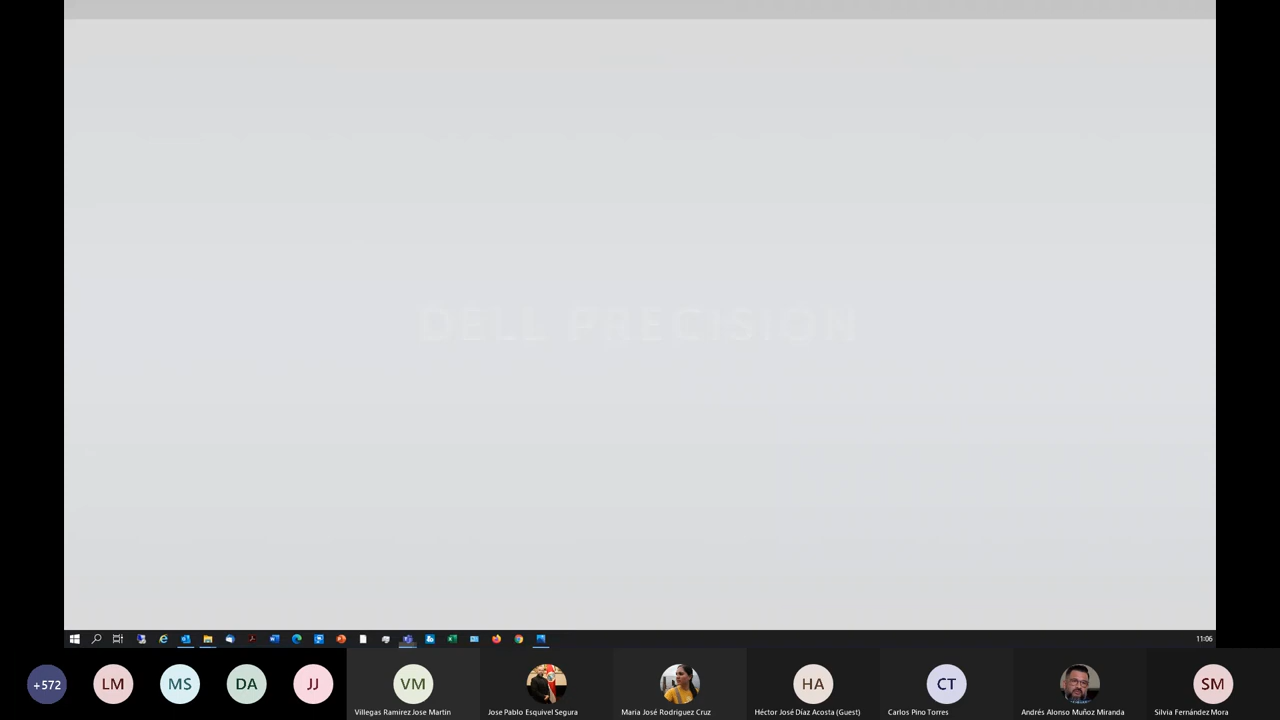 DELL PRECISION
11:06
+572
LM
MS
DA
JJ
VM
HA
CT
SM
Villegas Ramirez Jose Martin
Jose Pablo Esquivel Segura
Maria José Rodriguez Cruz
Héctor José Díaz Acosta (Guest)
Carlos Pino Torres
Andrés Alonso Muñoz Miranda
Silvia Fernández Mora